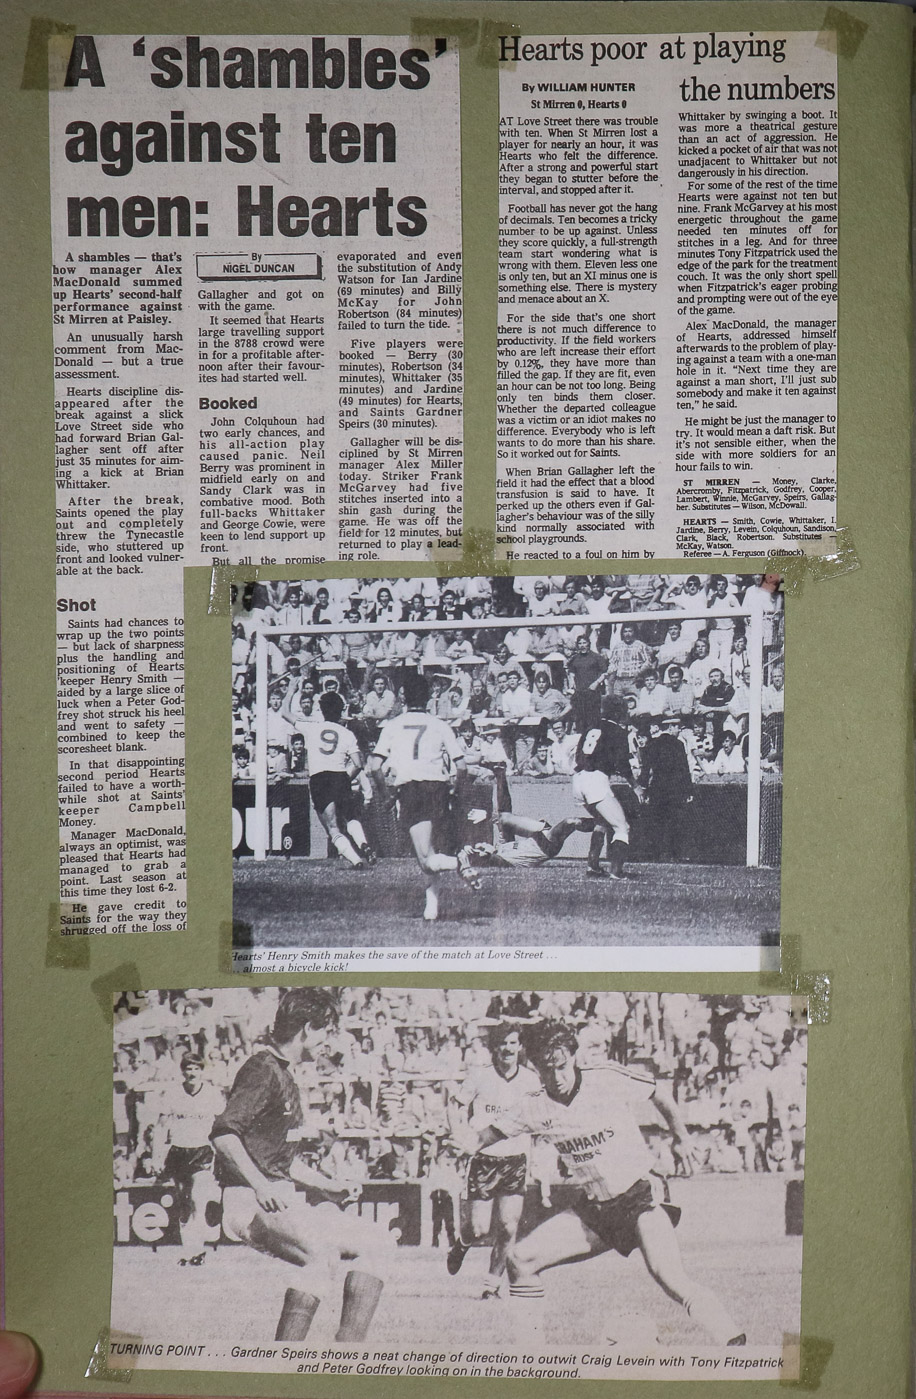 A ‘shambles’
against ten
men: Hearts
A shambles — that's
how manager Alex
MacDonald summed
up Hearts' second-half
performance against
St Mirren at Paisley.
An unusually harsh
comment from Mac-
Donald — but a true
assessment.
Hearts discipline dis-
appeared after the
break against a slick
Love Street side who
had forward Brian Gal-
lagher sent off after
just 35 minutes for aim-
ing a kick at Brian
Whittaker.
After the break,
Saints opened the play
out and completely
threw the Tynecastle
side, who stuttered up
front and looked vulner-
able at the back.
Shot
Saints had chances to
wrap up the two points
— but lack of sharpness
plus the handling and
positioning of Hearts
'keeper Henry Smith —
aided by a large slice of
luck when a Peter God-
frey shot struck his heel
and went to safety —
combined to keep the
scoresheet blank.
In that disappointing
second period Hearts
failed to have a worth-
while shot at Saints'
keeper Campbell
Money.
Manager MacDonald,
always an optimist, was
pleased that Hearts had
managed to grab a
point. Last season at
this time they lost 6-2.
He gave credit to
Saints for the way they
shrugged off the loss of
By
NIGEL DUNCAN
Gallagher and got on
with the game.
It seemed that Hearts
large travelling support
in the 8788 crowd were
in for a profitable after-
noon after their favour-
ites had started well.
Booked
John Colquhoun had
two early chances, and
his all-action play
caused panic. Neil
Berry was prominent in
midfield early on and
Sandy Clark was in
combative mood. Both
full-backs Whittaker
and George Cowie, were
keen to lend support up
front.
But all the promise
evaporated and even
the substitution of Andy
Watson for Ian Jardine
(69 minutes) and Billy
McKay for John
Robertson (84 minutes)
failed to turn the tide.
Five players were
booked — Berry (30
minutes), Robertson (34
minutes), Whittaker (35
minutes) and Jardine
(49 minutes) for Hearts,
and Saints Gardner
Speirs (30 minutes).
Gallagher will be dis-
ciplined by St Mirren
manager Alex Miller
today. Striker Frank
McGarvey had five
stitches inserted into a
shin gash during the
game. He was off the
field for 12 minutes, but
returned to play a lead-
ing role.
Hearts poor at playing
the numbers
By WILLIAM HUNTER
St Mirren 0, Hearts 0
AT Love Street there was trouble
with ten. When St Mirren lost a
player for nearly an hour, it was
Hearts who felt the difference.
After a strong and powerful start
they began to stutter before the
interval, and stopped after it.
Football has never got the hang
of decimals. Ten becomes a tricky
number to be up against. Unless
they score quickly, a full-strength
team start wondering what is
wrong with them. Eleven less one
is only ten, but an XI minus one is
something else. There is mystery
and menace about an X.
For the side that's one short
there is not much difference to
productivity. If the field workers
who are left increase their effort
by 0.12%, they have more than
filled the gap. If they are fit, even
an hour can be not too long. Being
only ten binds them closer.
Whether the departed colleague
was a victim or an idiot makes no
difference. Everybody who is left
wants to do more than his share.
So it worked out for Saints.
When Brian Gallagher left the
field it had the effect that a blood
transfusion is said to have. It
perked up the others even if Gal-
lagher's behaviour was of the silly
kind normally associated with
school playgrounds.
He reacted to a foul on him by
Whittaker by swinging a boot. It
was more a theatrical gesture
than an act of aggression. He
kicked a pocket of air that was not
unadjacent to Whittaker but not
dangerously in his direction.
For some of the rest of the time
Hearts were against not ten but
nine. Frank McGarvey at his most
energetic throughout the game
needed ten minutes off for
stitches in a leg. And for three
minutes Tony Fitzpatrick used the
edge of the park for the treatment
couch. It was the only short spell
when Fitzpatrick's eager probing
and prompting were out of the eye
of the game.
Alex MacDonald, the manager
of Hearts, addressed himself
afterwards to the problem of play-
ing against a team with a one-man
hole in it. “Next time they are
against a man short, I'll just sub
somebody and make it ten against
ten,” he said.
He might be just the manager to
try. It would mean a daft risk. But
it's not sensible either, when the
side with more soldiers for an
hour fails to win.
ST MIRREN — Money, Clarke,
Abercromby, Fitzpatrick, Godfrey, Cooper,
Lambert, Winnie, McGarvey, Speirs, Gallag-
her. Substitutes — Wilson, McDowall.
HEARTS — Smith, Cowie, Whittaker, I.
Jardine, Berry, Levein, Colquhoun, Sandison,
Clark, Black, Robertson. Substitutes —
McKay, Watson.
Referee — A. Ferguson (Giffnock).
9
7
8
ur.
Hearts' Henry Smith makes the save of the match at Love Street . . .
. . almost a bicycle kick!
GRA
GRAHAM'S
te
ur.
TURNING POINT . . . Gardner Speirs shows a neat change of direction to outwit Craig Levein with Tony Fitzpatrick
and Peter Godfrey looking on in the background.